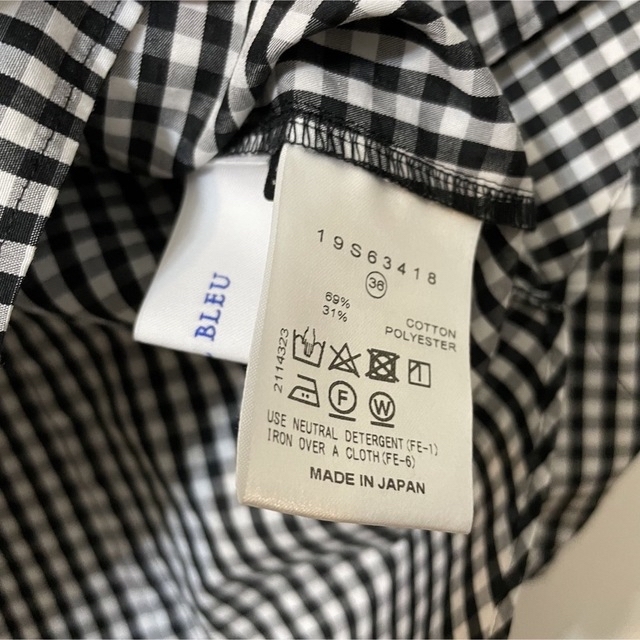 BLEU
19S63418
36
69% COTTON
31% POLYESTER
2114323
F W
USE NEUTRAL DETERGENT(FE-1)
IRON OVER A CLOTH(FE-6)
MADE IN JAPAN